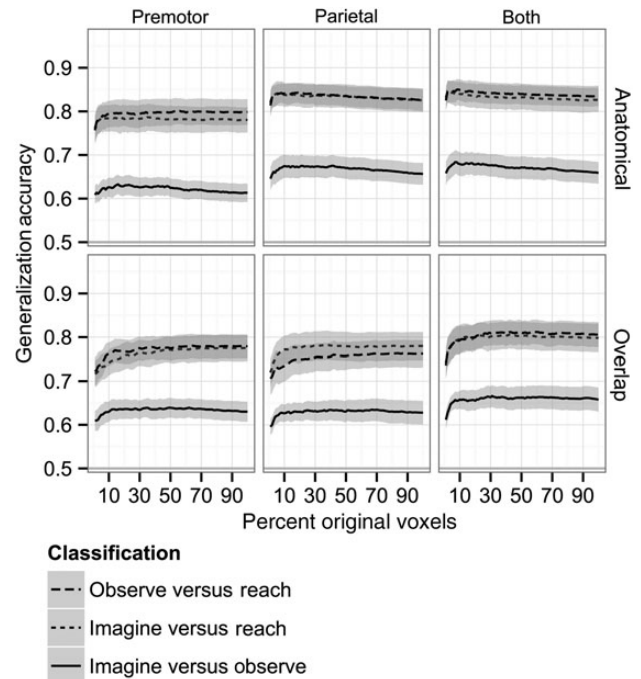 Premotor Parietal Both
0.9
0.8
0.7
0.6
0.5
Anatomical
0.9
0.8
0.7
0.6
0.5
Overlap
Generalization accuracy
10 30 50 70 90 10 30 50 70 90 10 30 50 70 90
Percent original voxels
Classification
Observe versus reach
Imagine versus reach
Imagine versus observe